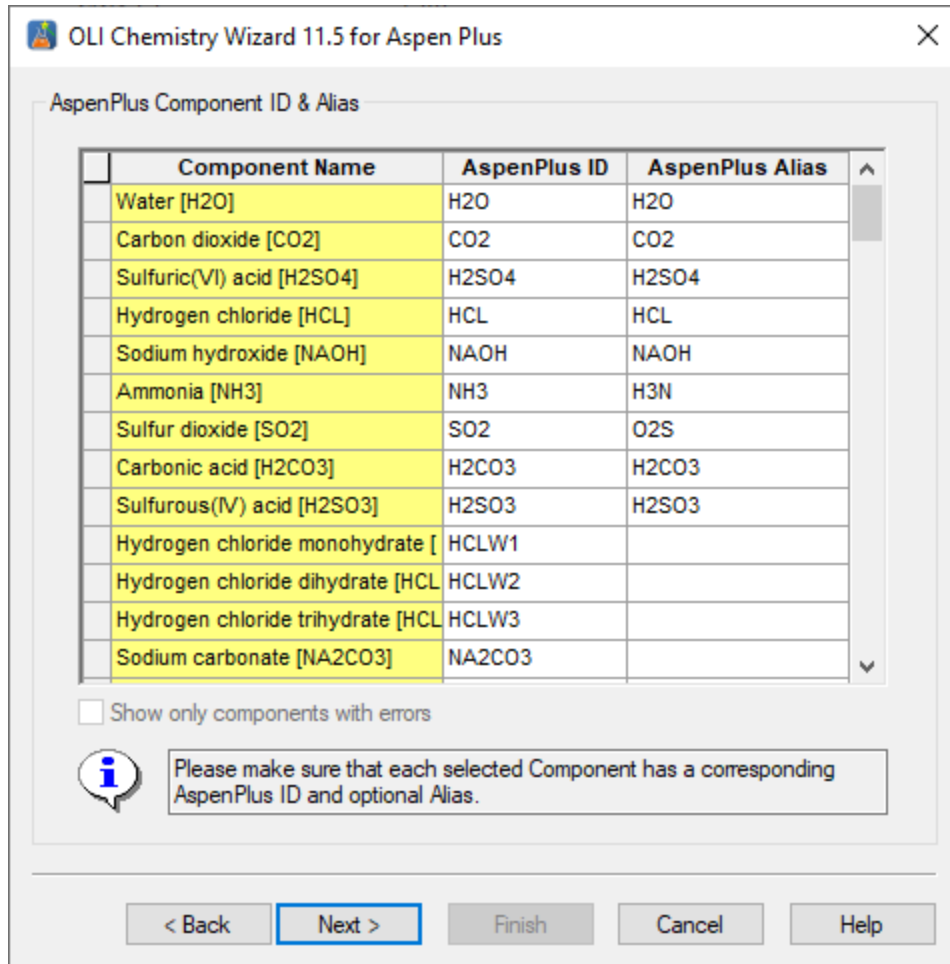 OLI Chemistry Wizard 11.5 for Aspen Plus
AspenPlus Component ID & Alias
Component Name AspenPlus ID AspenPlus Alias
Water [H2O] H2O H2O
Carbon dioxide [CO2] CO2 CO2
Sulfuric(VI) acid [H2SO4] H2SO4 H2SO4
Hydrogen chloride [HCL] HCL HCL
Sodium hydroxide [NAOH] NAOH NAOH
Ammonia [NH3] NH3 H3N
Sulfur dioxide [SO2] SO2 O2S
Carbonic acid [H2CO3] H2CO3 H2CO3
Sulfurous(IV) acid [H2SO3] H2SO3 H2SO3
Hydrogen chloride monohydrate [ HCLW1
Hydrogen chloride dihydrate [HCL HCLW2
Hydrogen chloride trihydrate [HCL HCLW3
Sodium carbonate [NA2CO3] NA2CO3
Show only components with errors
Please make sure that each selected Component has a corresponding
AspenPlus ID and optional Alias.
< Back Next > Finish Cancel Help